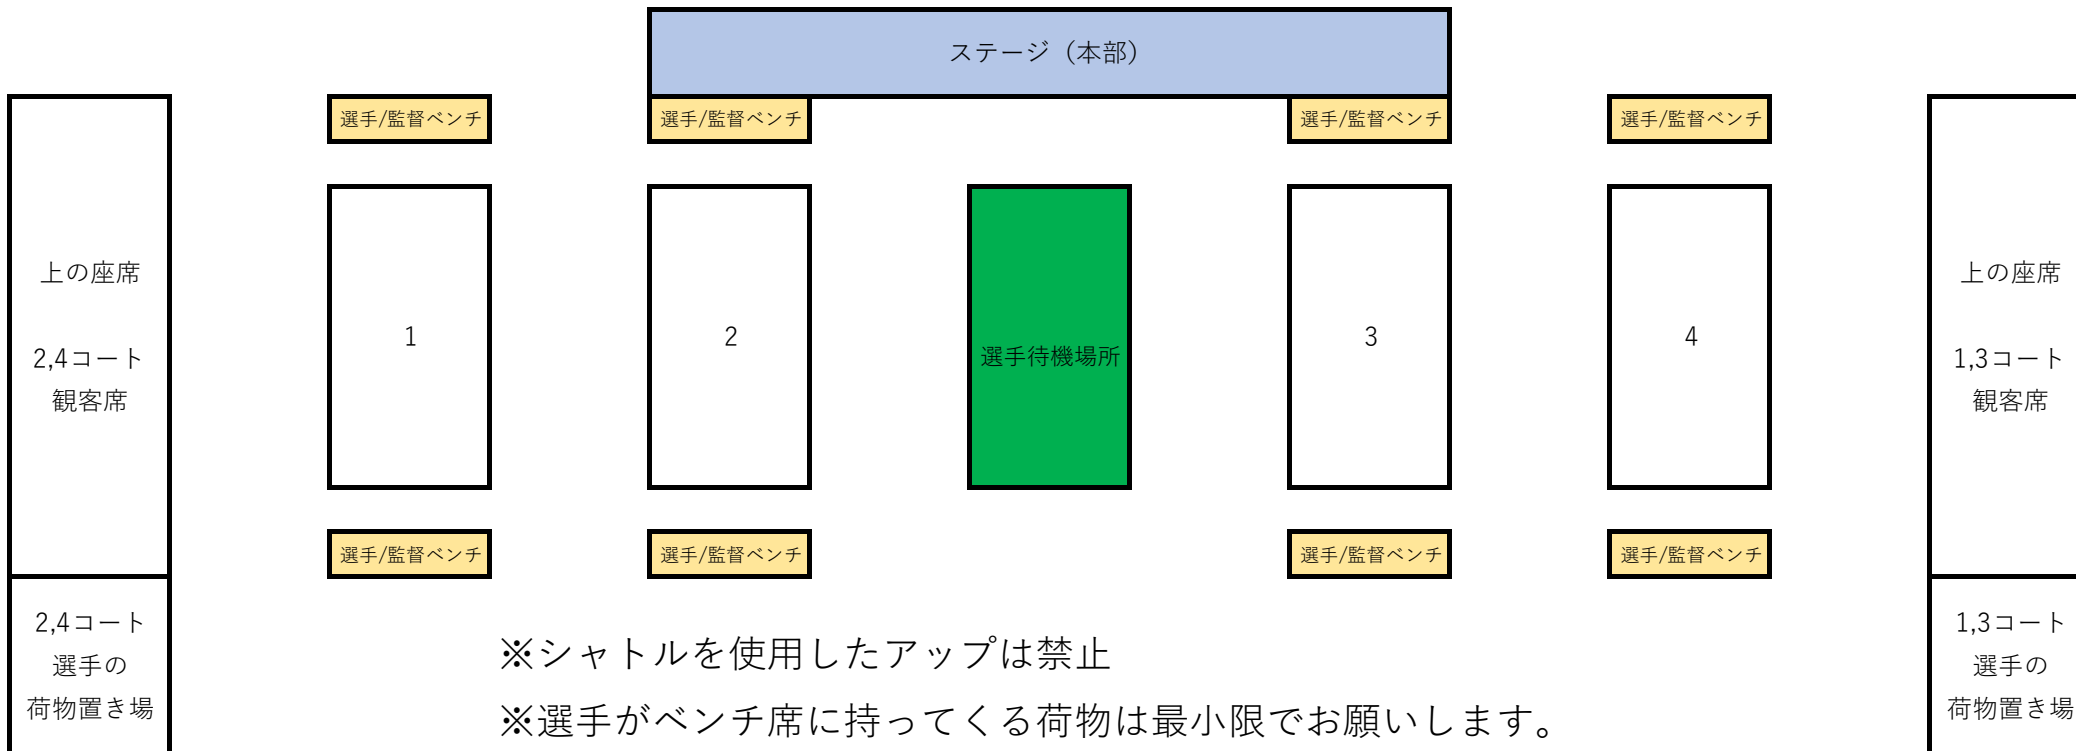 ステージ（本部）
選手/監督ベンチ
選手/監督ベンチ
選手/監督ベンチ
選手/監督ベンチ
上の座席
2,4コート
観客席
1
2
選手待機場所
3
4
上の座席
1,3コート
観客席
選手/監督ベンチ
選手/監督ベンチ
選手/監督ベンチ
選手/監督ベンチ
2,4コート
選手の
荷物置き場
※シャトルを使用したアップは禁止
※選手がベンチ席に持ってくる荷物は最小限でお願いします。
1,3コート
選手の
荷物置き場